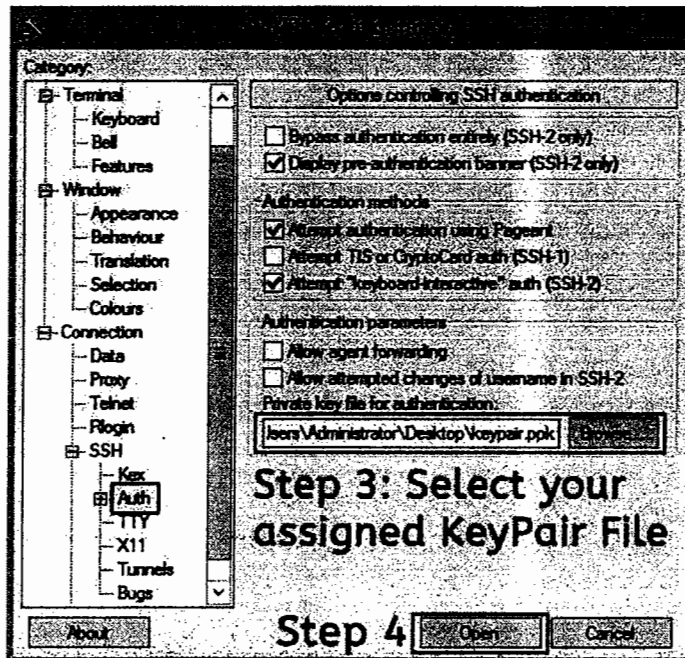 Category:
Terminal
Keyboard
Bell
Features
Window
Appearance
Behaviour
Translation
Selection
Colours
Connection
Data
Proxy
Telnet
Rlogin
SSH
Kex
Auth
TTY
X11
Tunnels
Bugs
Options controlling SSH authentication
Bypass authentication entirely (SSH-2 only)
Display pre-authentication banner (SSH-2 only)
Authentication methods
Attempt authentication using Pageant
Attempt TIS or CryptoCard auth (SSH-1)
Attempt "keyboard-interactive" auth (SSH-2)
Authentication parameters
Allow agent forwarding
Allow attempted changes of username in SSH-2
Private key file for authentication:
Isers\Administrator\Desktop\keypair.ppk
Browse...
Step 3: Select your
assigned KeyPair File
About
Step 4
Open
Cancel